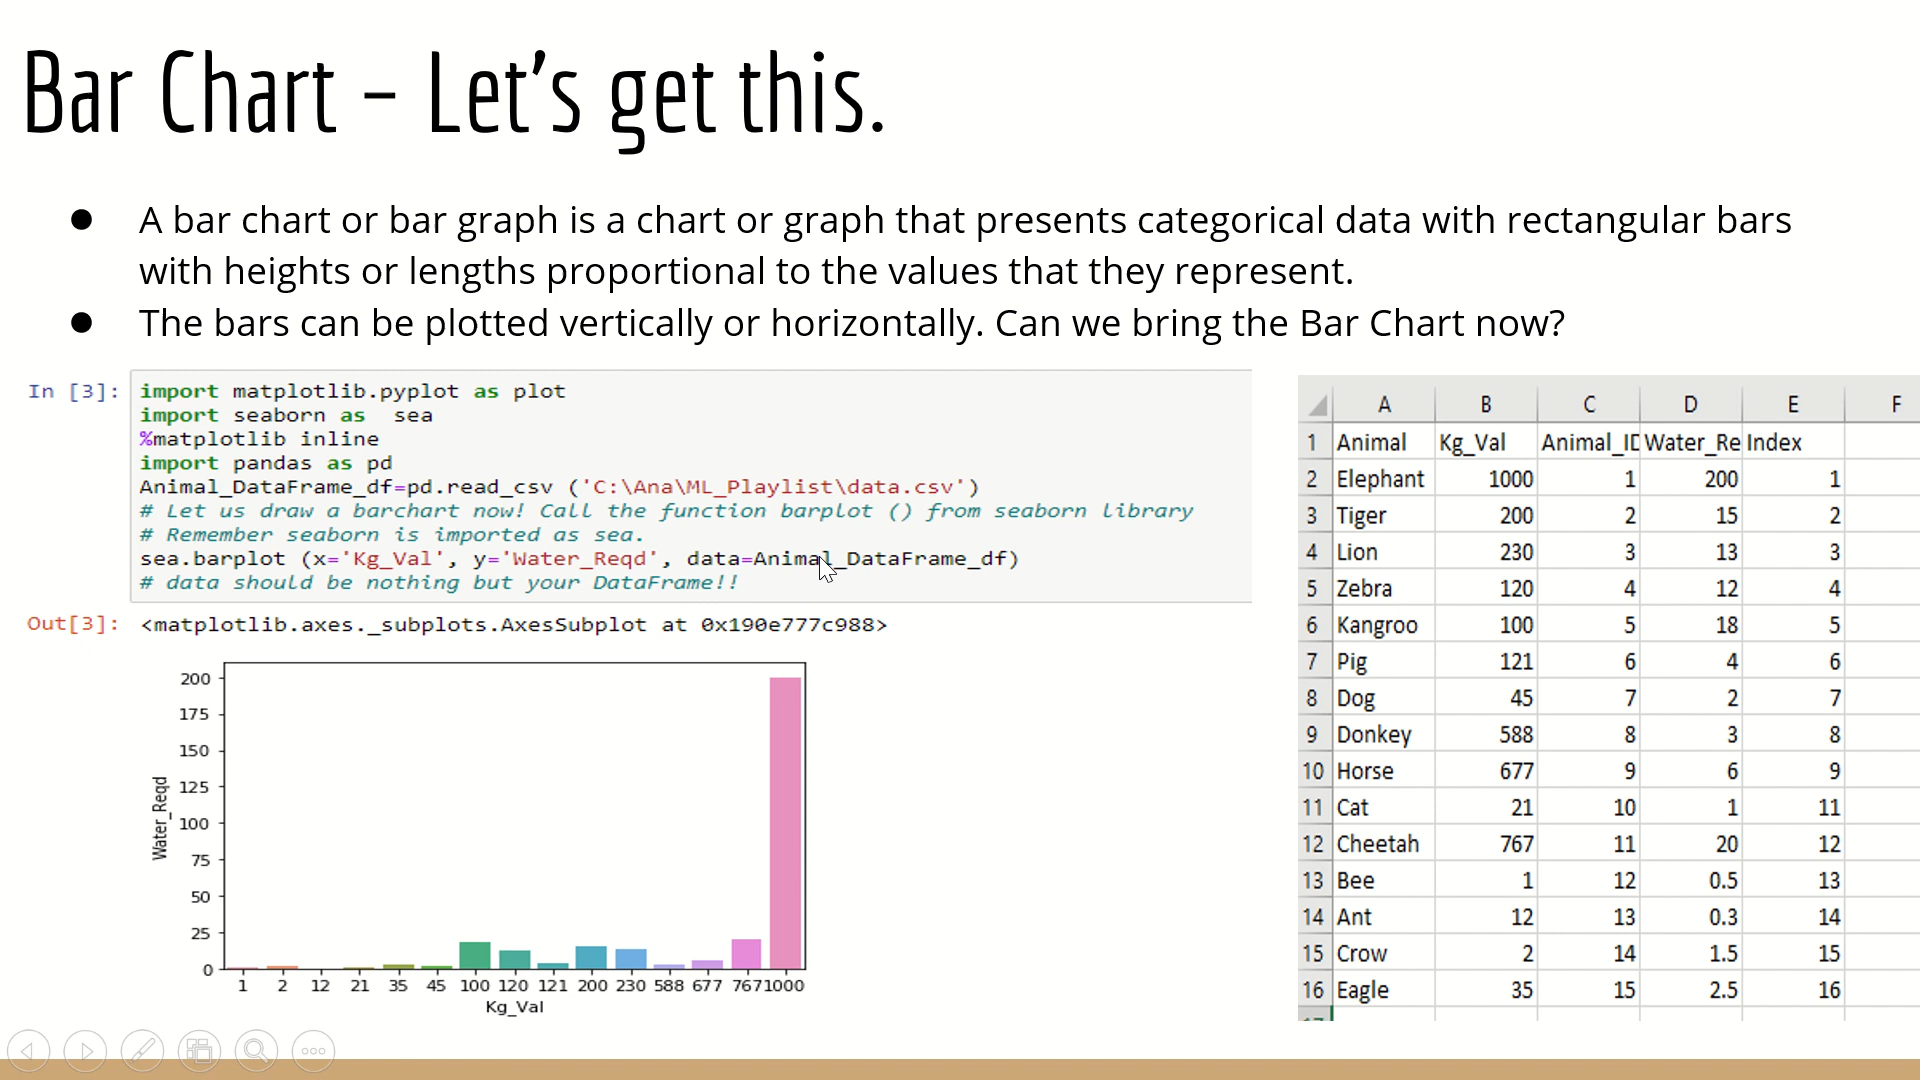 Bar Chart – Let's get this.
● A bar chart or bar graph is a chart or graph that presents categorical data with rectangular bars
with heights or lengths proportional to the values that they represent.
● The bars can be plotted vertically or horizontally. Can we bring the Bar Chart now?
In [3]: import matplotlib.pyplot as plot
import seaborn as  sea
%matplotlib inline
import pandas as pd
Animal_DataFrame_df=pd.read_csv ('C:\Ana\ML_Playlist\data.csv')
# Let us draw a barchart now! Call the function barplot () from seaborn library
# Remember seaborn is imported as sea.
sea.barplot (x='Kg_Val', y='Water_Reqd', data=Animal_DataFrame_df)
# data should be nothing but your DataFrame!!
Out[3]: <matplotlib.axes._subplots.AxesSubplot at 0x190e777c988>
200
175
150
125
100
75
50
25
0
Water_Reqd
1 2 12 21 35 45 100 120 121 200 230 588 677 767 1000
Kg_Val
A B C D E F
1 Animal Kg_Val Animal_ID Water_Re Index
2 Elephant 1000 1 200 1
3 Tiger 200 2 15 2
4 Lion 230 3 13 3
5 Zebra 120 4 12 4
6 Kangroo 100 5 18 5
7 Pig 121 6 4 6
8 Dog 45 7 2 7
9 Donkey 588 8 3 8
10 Horse 677 9 6 9
11 Cat 21 10 1 11
12 Cheetah 767 11 20 12
13 Bee 1 12 0.5 13
14 Ant 12 13 0.3 14
15 Crow 2 14 1.5 15
16 Eagle 35 15 2.5 16